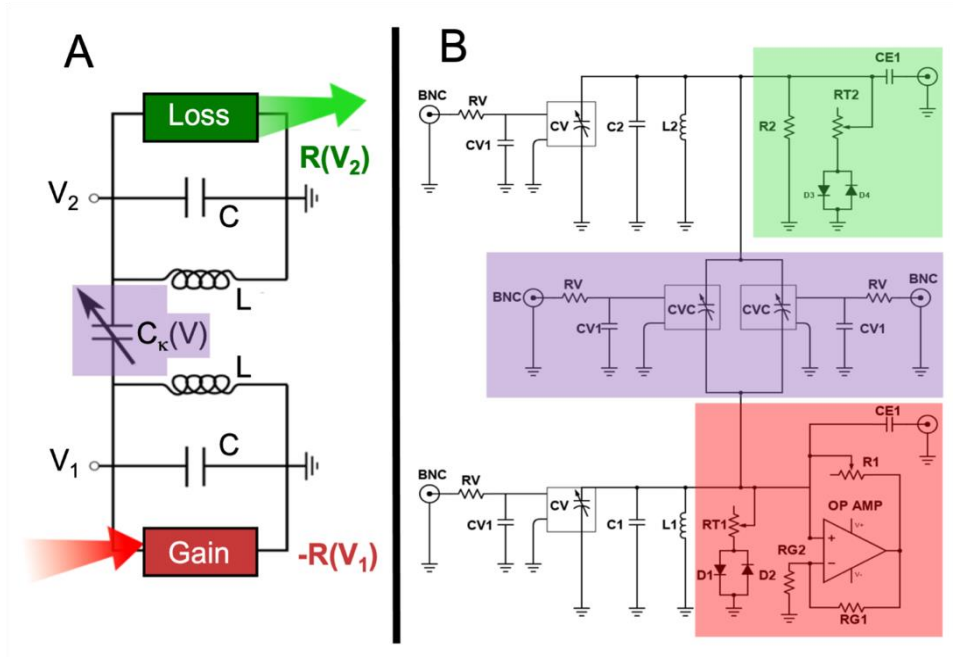 A
Loss
R(V₂)
V₂
C
L
Cκ(V)
L
C
V₁
Gain
-R(V₁)
B
CE1
BNC
RV
RT2
CV
C2
L2
R2
CV1
D3
D4
BNC
RV
RV
BNC
CVC
CVC
CV1
CV1
CE1
BNC
RV
R1
CV
OP AMP
CV1
C1
L1
RT1
V+
+
RG2
-
D1
D2
V-
RG1